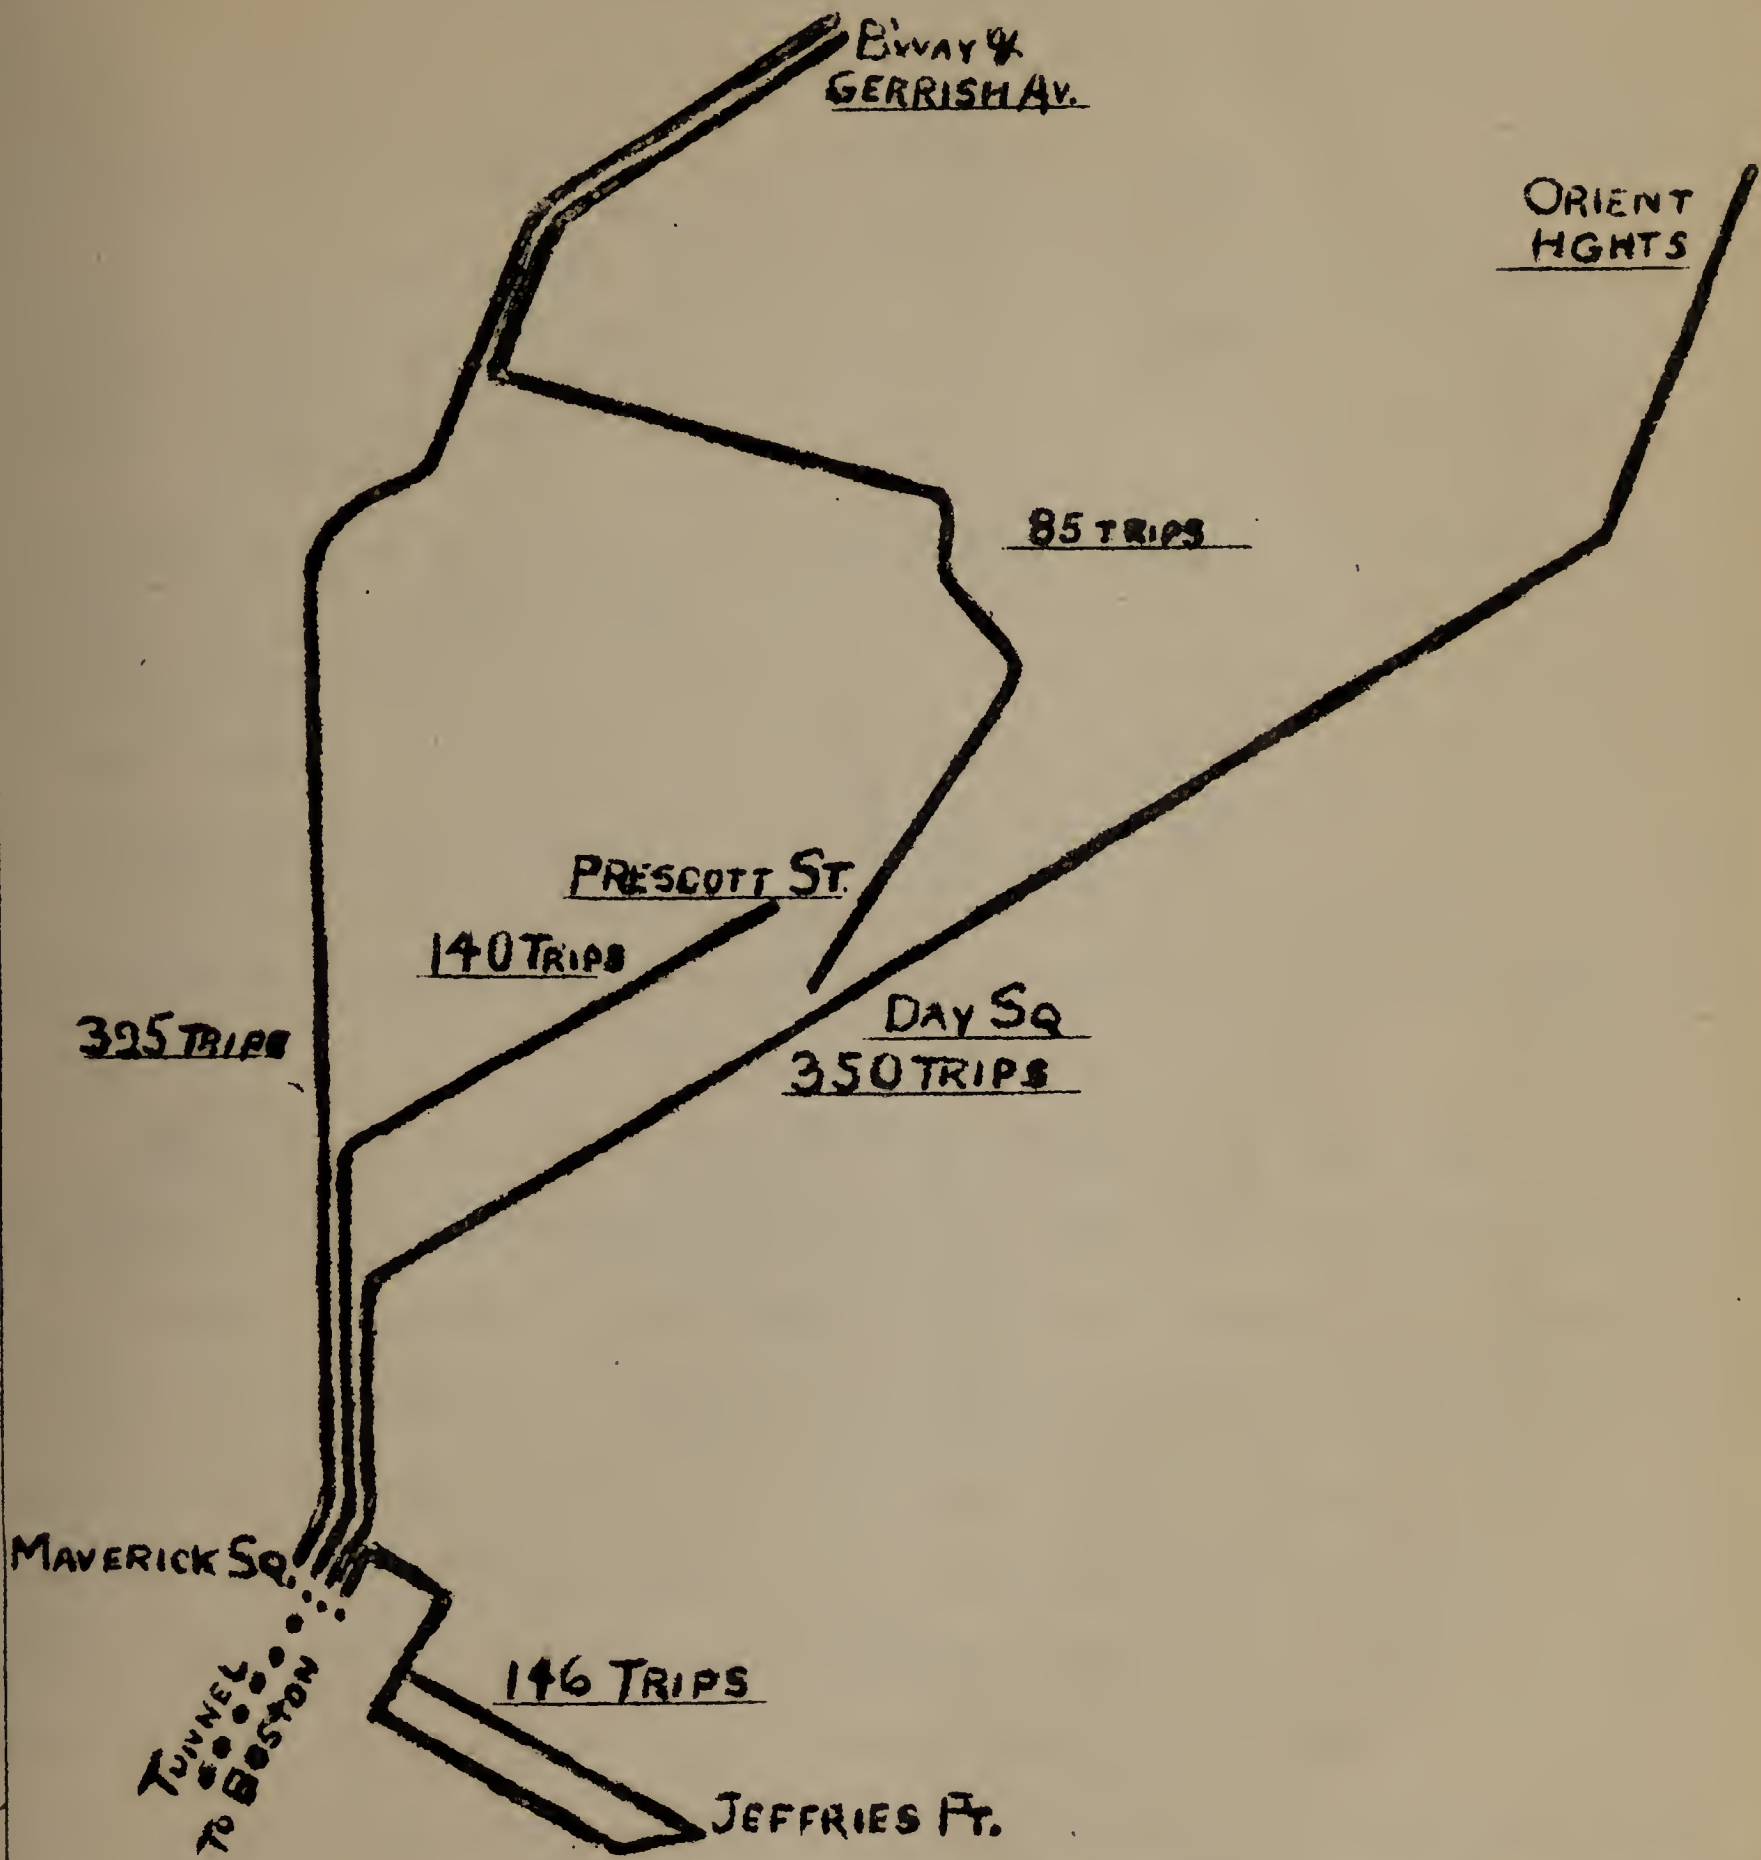 B'WAY &
GERRISH AV.
ORIENT
HGHTS
85 TRIPS
PRESCOTT ST.
140 TRIPS
TRIPS
DAY SQ
350 TRIPS
MAVERICK SQ.
146 TRIPS
TUNNEL
TO BOSTON
JEFFRIES PT.